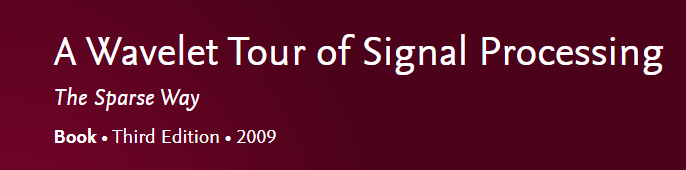 A Wavelet Tour of Signal Processing
The Sparse Way
Book • Third Edition • 2009